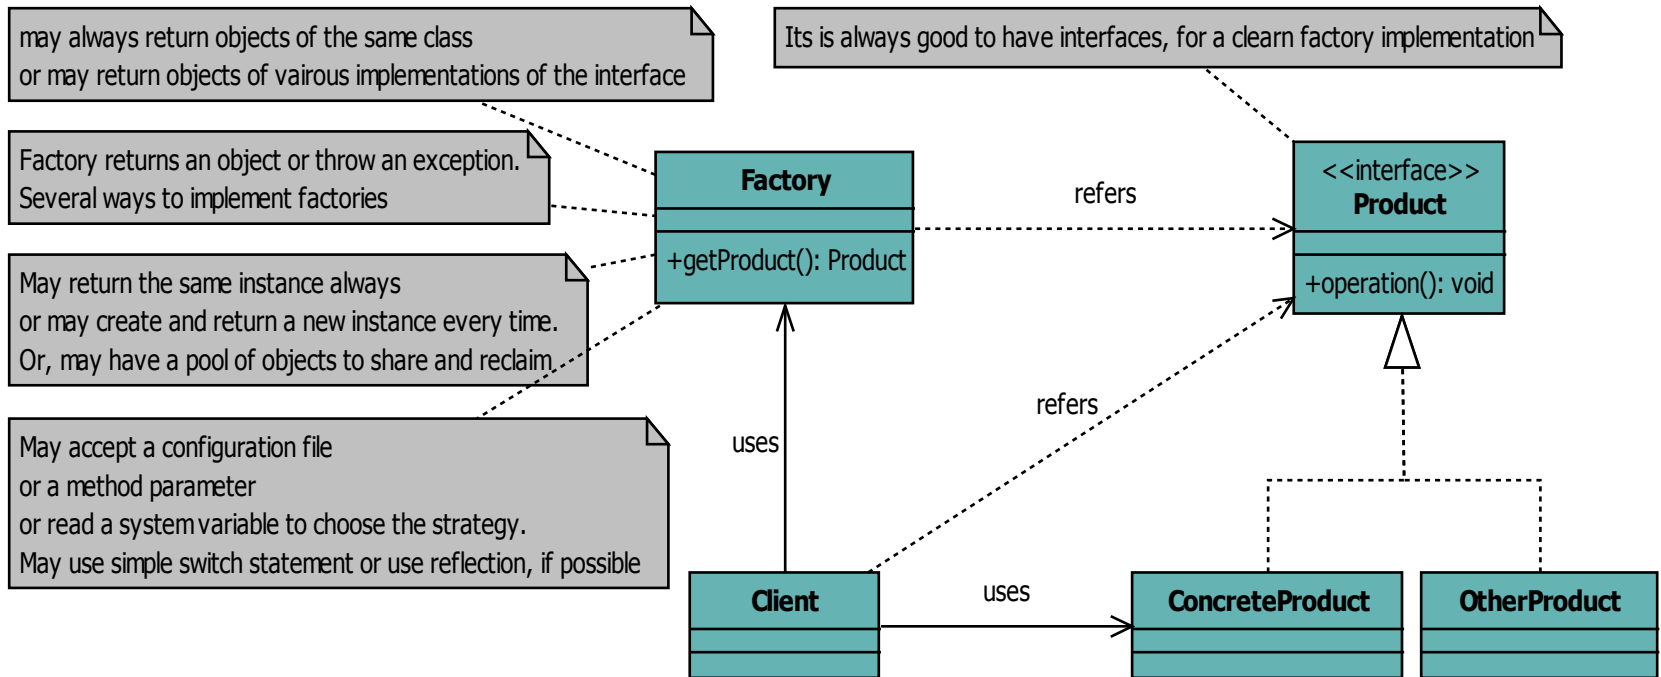 may always return objects of the same class
or may return objects of vairous implementations of the interface
Its is always good to have interfaces, for a clearn factory implementation
Factory returns an object or throw an exception.
Several ways to implement factories
Factory
+getProduct(): Product
refers
<<interface>>
Product
+operation(): void
May return the same instance always
or may create and return a new instance every time.
Or, may have a pool of objects to share and reclaim
refers
uses
May accept a configuration file
or a method parameter
or read a system variable to choose the strategy.
May use simple switch statement or use reflection, if possible
Client
uses
ConcreteProduct
OtherProduct